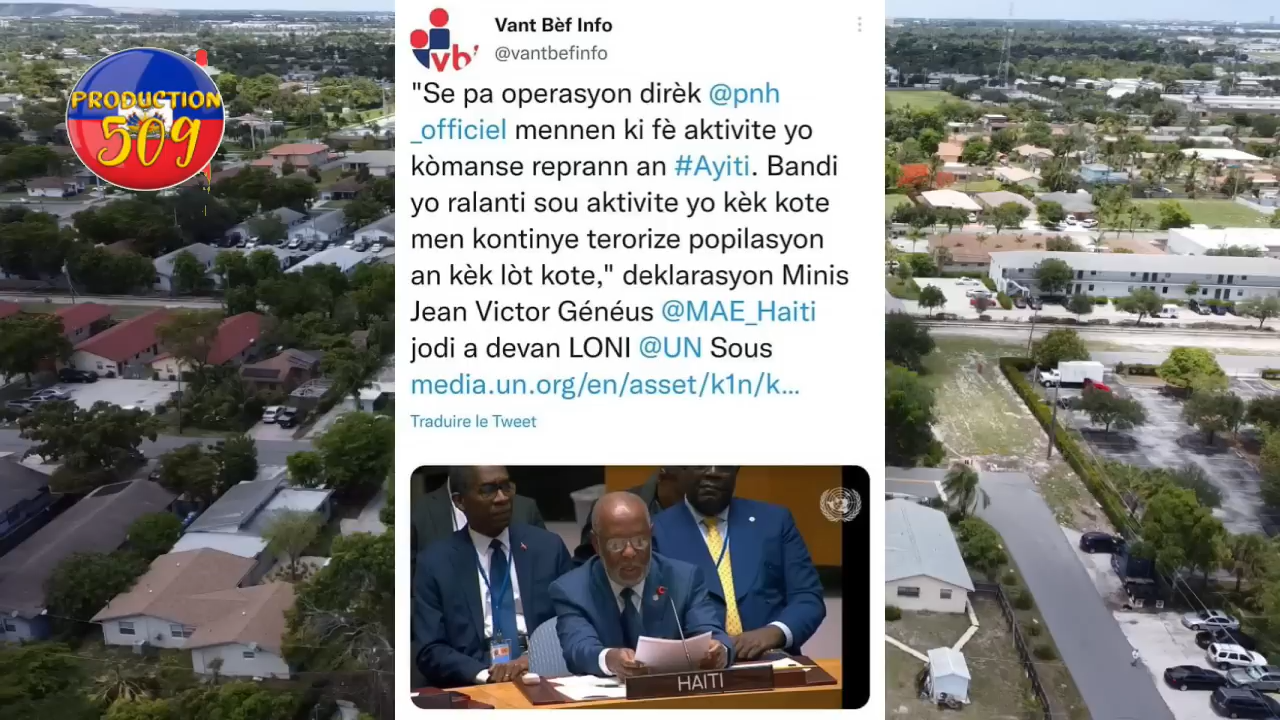 PRODUCTION
509
vb'
Vant Bèf Info
@vantbefinfo
"Se pa operasyon dirèk @pnh
_officiel mennen ki fè aktivite yo
kòmanse reprann an #Ayiti. Bandi
yo ralanti sou aktivite yo kèk kote
men kontinye terorize popilasyon
an kèk lòt kote," deklarasyon Minis
Jean Victor Généus @MAE_Haiti
jodi a devan LONI @UN Sous
media.un.org/en/asset/k1n/k...
Traduire le Tweet
HAITI